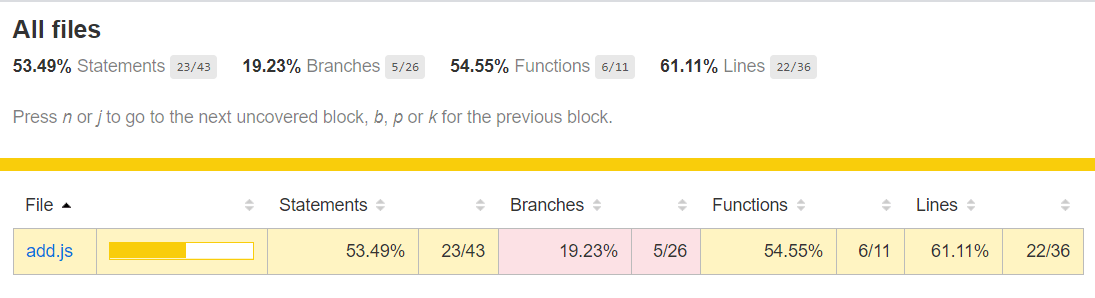 All files
53.49% Statements 23/43 19.23% Branches 5/26 54.55% Functions 6/11 61.11% Lines 22/36
Press n or j to go to the next uncovered block, b, p or k for the previous block.
File Statements Branches Functions Lines
add.js 53.49% 23/43 19.23% 5/26 54.55% 6/11 61.11% 22/36